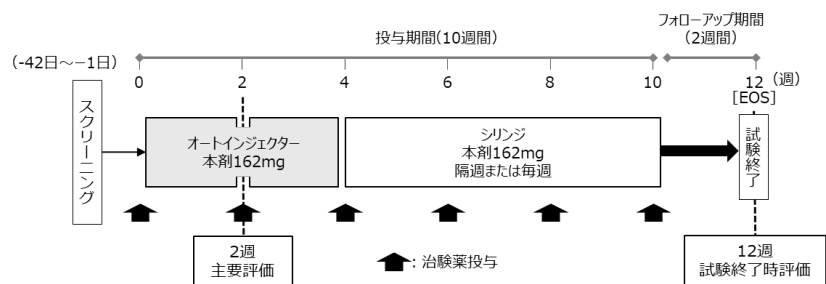 フォローアップ期間
投与期間(10週間)
(2週間)
(-42日～−1日)
0
2
4
6
8
10
12
(週)
[EOS]
スクリーニング
オートインジェクター
本剤162mg
シリンジ
本剤162mg
隔週または毎週
試験終了
2週
主要評価
:治験薬投与
12週
試験終了時評価